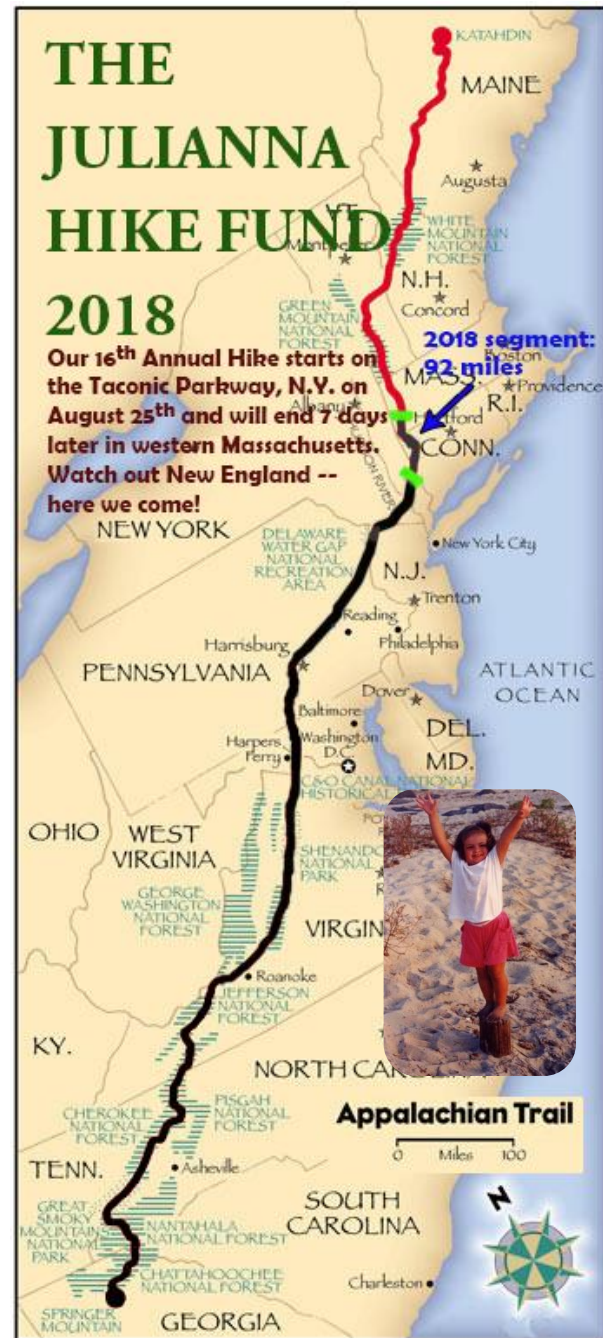 THE
JULIANNA
HIKE FUND
2018
Our 16th Annual Hike starts on
the Taconic Parkway, N.Y. on
August 25th and will end 7 days
later in western Massachusetts.
Watch out New England --
here we come!
2018 segment:
92 miles
KATAHDIN
MAINE
Augusta
VT.
WHITE
MOUNTAIN
NATIONAL
FOREST
N.H.
Concord
GREEN
MOUNTAIN
NATIONAL
FOREST
Boston
MASS.
Providence
R.I.
Albany
Hartford
CONN.
RIVER
NEW YORK
DELAWARE
WATER GAP
NATIONAL
RECREATION
AREA
New York City
N.J.
Trenton
Reading
Philadelphia
Harrisburg
PENNSYLVANIA
ATLANTIC
OCEAN
Dover
Baltimore
DEL.
Washington
D.C.
MD.
Harpers
Ferry
C&O CANAL NATIONAL
HISTORICAL
OHIO
WEST
VIRGINIA
GEORGE
WASHINGTON
NATIONAL
FOREST
NATIONAL
PARK
Roanoke
JEFFERSON
NATIONAL
FOREST
KY.
NORTH
CHEROKEE
NATIONAL
FOREST
PISGAH
NATIONAL
FOREST
Appalachian Trail
0 Miles 100
TENN.
Asheville
GREAT
SMOKY
MOUNTAINS
NATIONAL
PARK
NANTAHALA
NATIONAL FOREST
SOUTH
CAROLINA
N
CHATTAHOOCHEE
NATIONAL FOREST
Charleston
SPRINGER
MOUNTAIN
GEORGIA